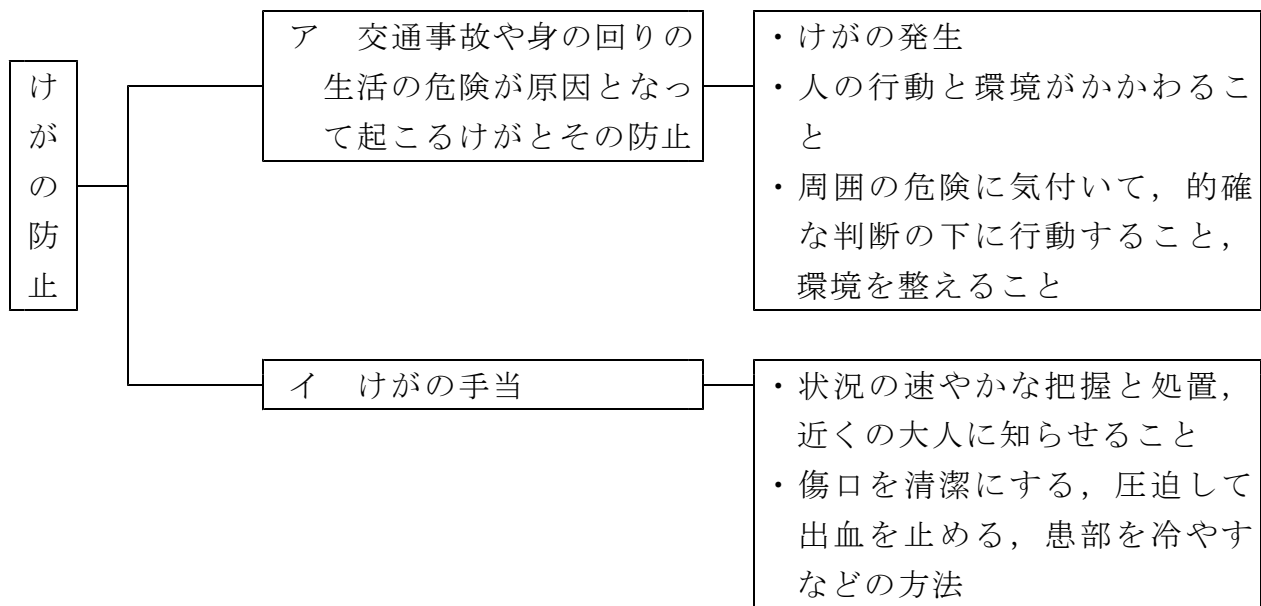 けがの防止
ア 交通事故や身の回りの
生活の危険が原因となっ
て起こるけがとその防止
・けがの発生
・人の行動と環境がかかわるこ
と
・周囲の危険に気付いて，的確
な判断の下に行動すること，
環境を整えること
イ けがの手当
・状況の速やかな把握と処置，
近くの大人に知らせること
・傷口を清潔にする，圧迫して
出血を止める，患部を冷やす
などの方法